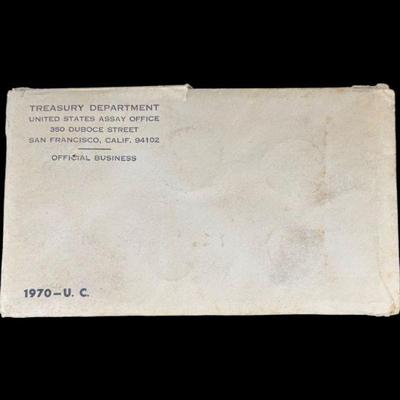 TREASURY DEPARTMENT
UNITED STATES ASSAY OFFICE
350 DUBOCE STREET
SAN FRANCISCO, CALIF. 94102
OFFICIAL BUSINESS
1970-U. C.